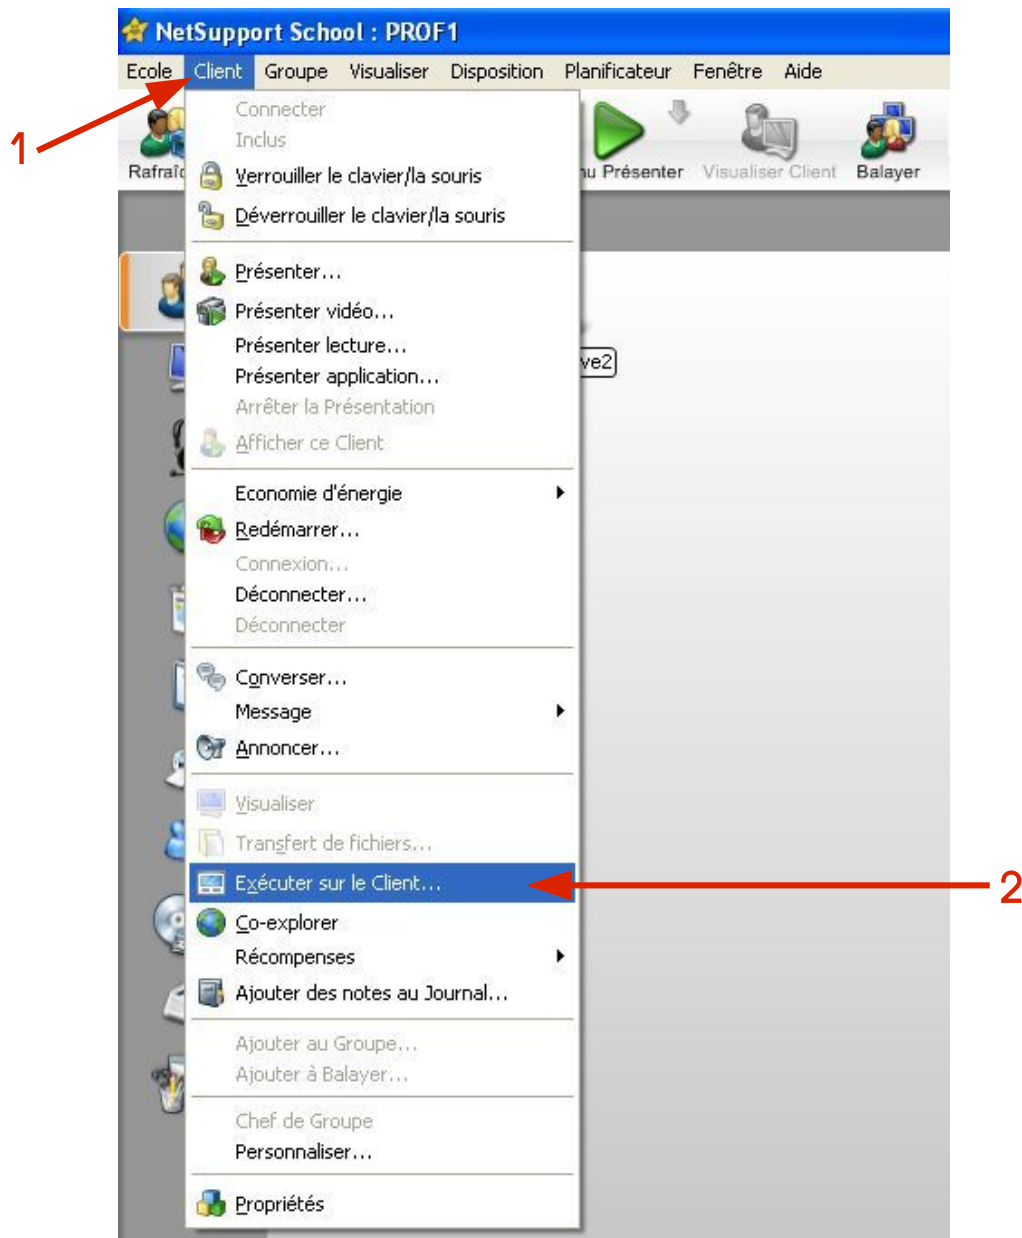 NetSupport School : PROF1
Ecole Client Groupe Visualiser Disposition Planificateur Fenêtre Aide
1
Connecter
Inclus
nu Présenter Visualiser Client Balayer
Verrouiller le clavier/la souris
Déverrouiller le clavier/la souris
Présenter...
Présenter vidéo...
Présenter lecture...
ve2
Présenter application...
Arrêter la Présentation
Afficher ce Client
Economie d'énergie
Redémarrer...
Connexion...
Déconnecter...
Déconnecter
Converser...
Message
Annoncer...
Visualiser
Transfert de fichiers...
Exécuter sur le Client...
2
Co-explorer
Récompenses
Ajouter des notes au Journal...
Ajouter au Groupe...
Ajouter à Balayer...
Chef de Groupe
Personnaliser...
Propriétés